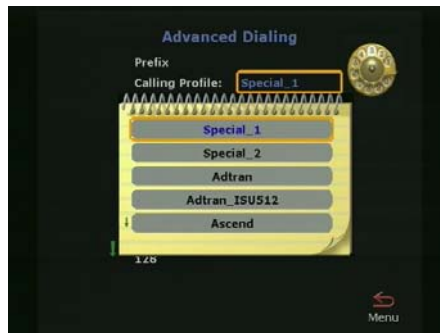 Advanced Dialing
Prefix
Calling Profile: Special_1
Special_1
Special_2
Adtran
Adtran_ISU512
Ascend
128
Menu